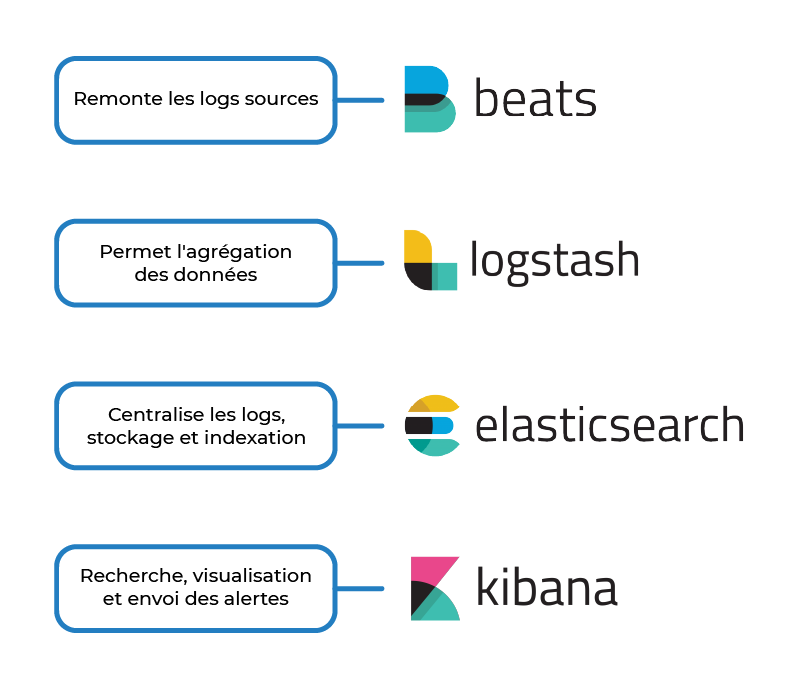 Remonte les logs sources
beats
Permet l'agrégation
des données
logstash
Centralise les logs,
stockage et indexation
elasticsearch
Recherche, visualisation
et envoi des alertes
kibana